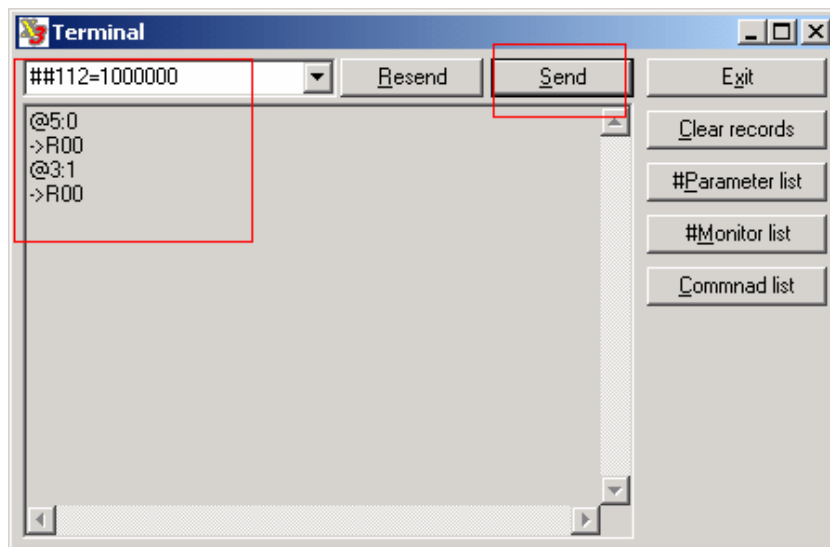 Terminal
##112=1000000
Resend
Send
Exit
@5:0
->R00
@3:1
->R00
Clear records
#Parameter list
#Monitor list
Commnad list